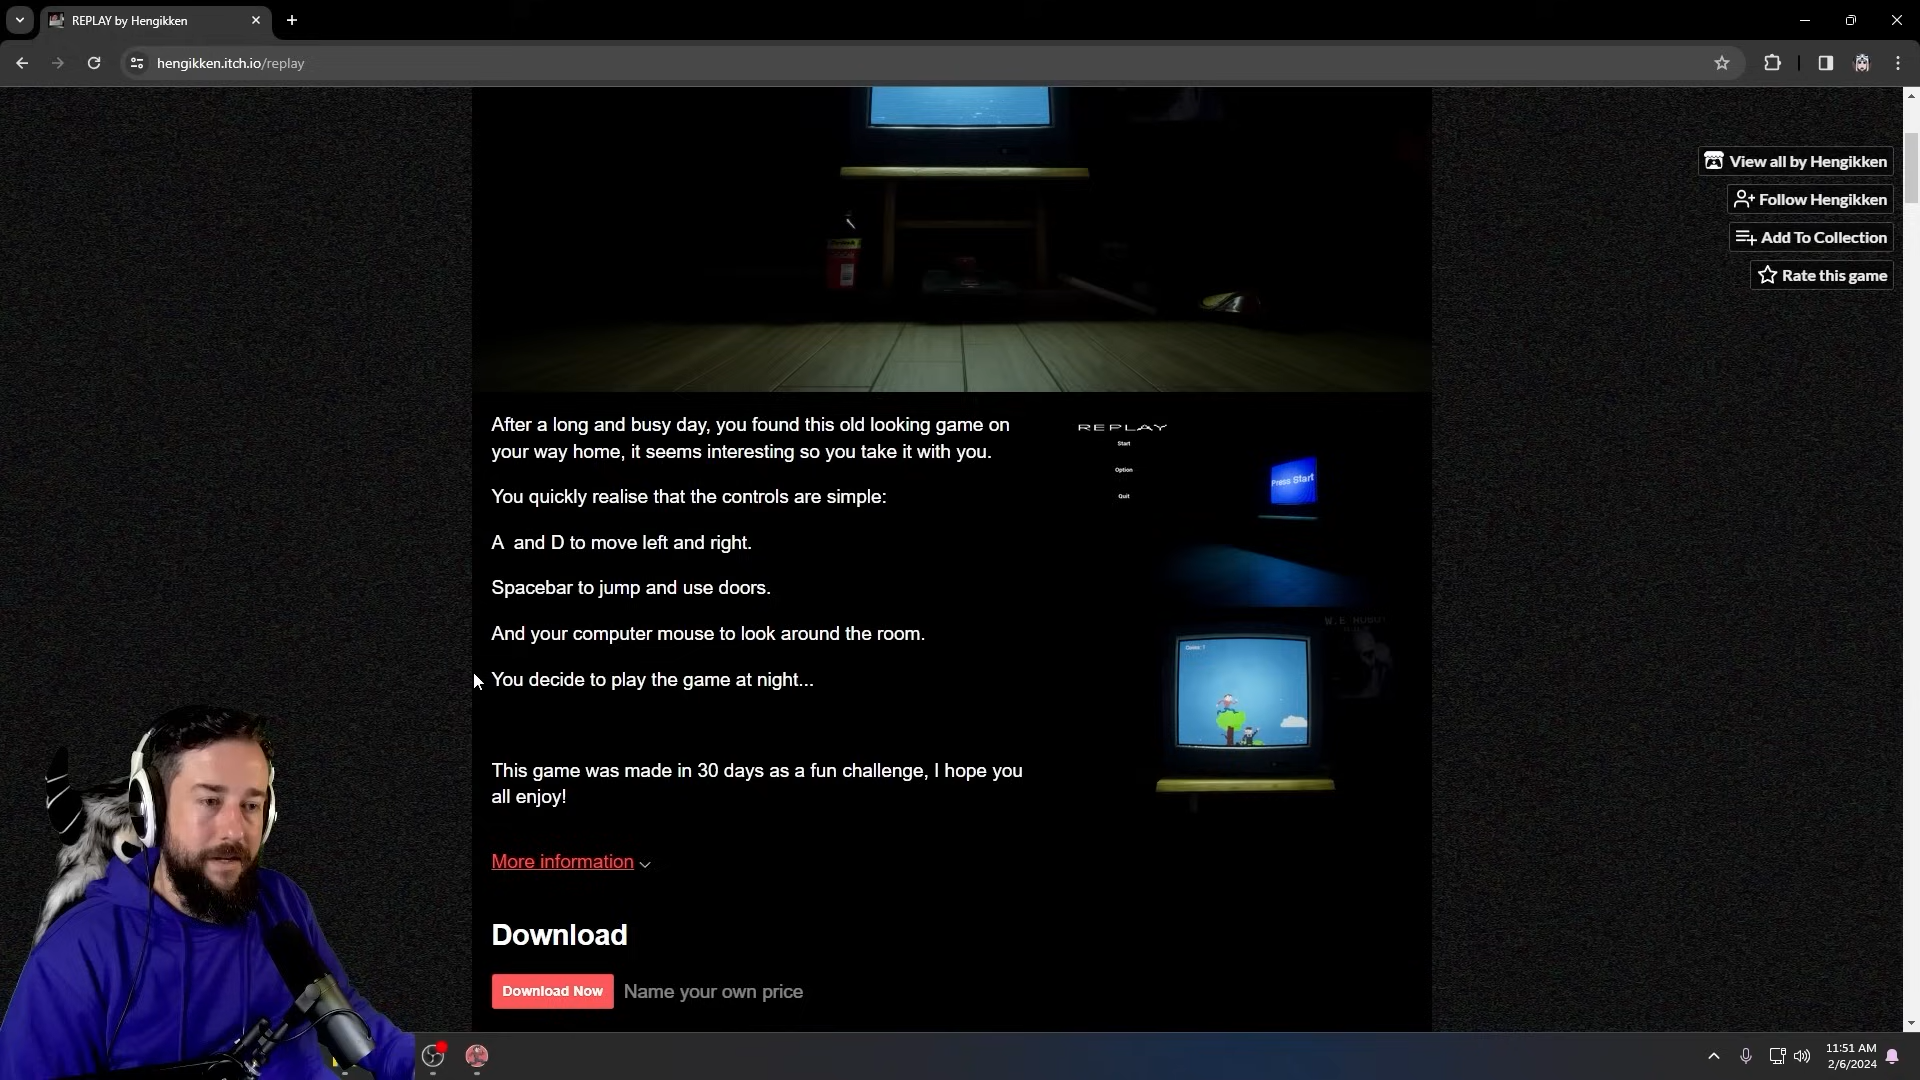 REPLAY by Hengikken
hengikken.itch.io/replay
View all by Hengikken
Follow Hengikken
Add To Collection
Rate this game
After a long and busy day, you found this old looking game on
your way home, it seems interesting so you take it with you.
You quickly realise that the controls are simple:
A  and D to move left and right.
Spacebar to jump and use doors.
And your computer mouse to look around the room.
You decide to play the game at night...
This game was made in 30 days as a fun challenge, I hope you
all enjoy!
More information
Download
Download Now
Name your own price
REPLAY
Start
Option
Quit
Press Start
11:51 AM
2/6/2024